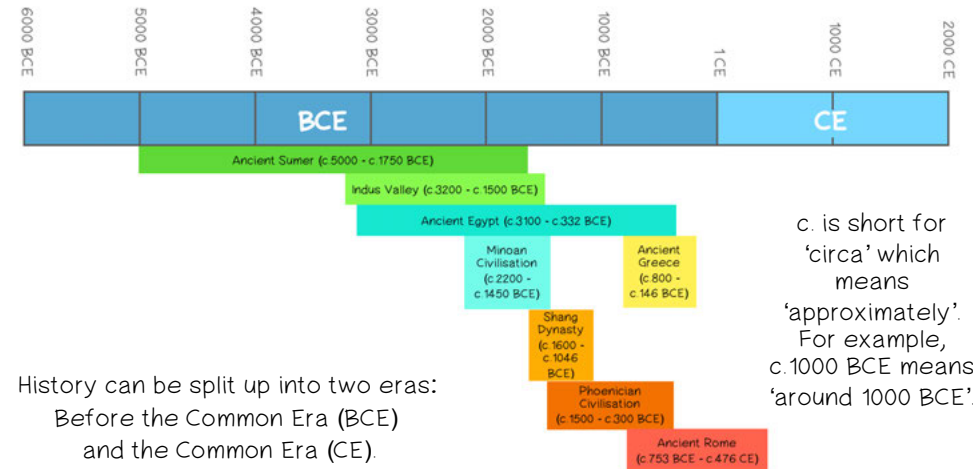 6000 BCE
5000 BCE
4000 BCE
3000 BCE
2000 BCE
1000 BCE
1 CE
1000 CE
2000 CE
BCE
CE
Ancient Sumer (c.5000 - c.1750 BCE)
Indus Valley (c.3200 - c.1500 BCE)
Ancient Egypt (c.3100 - c.332 BCE)
Minoan
Civilisation
(c.2200 -
c.1450 BCE)
Ancient
Greece
(c.800 -
c.146 BCE)
Shang
Dynasty
(c.1600 -
c.1046
BCE)
Phoenician
Civilisation
(c.1500 - c.300 BCE)
Ancient Rome
(c.753 BCE - c.476 CE)
c. is short for
‘circa’ which
means
‘approximately’.
For example,
c.1000 BCE means
‘around 1000 BCE’.
History can be split up into two eras:
Before the Common Era (BCE)
and the Common Era (CE).